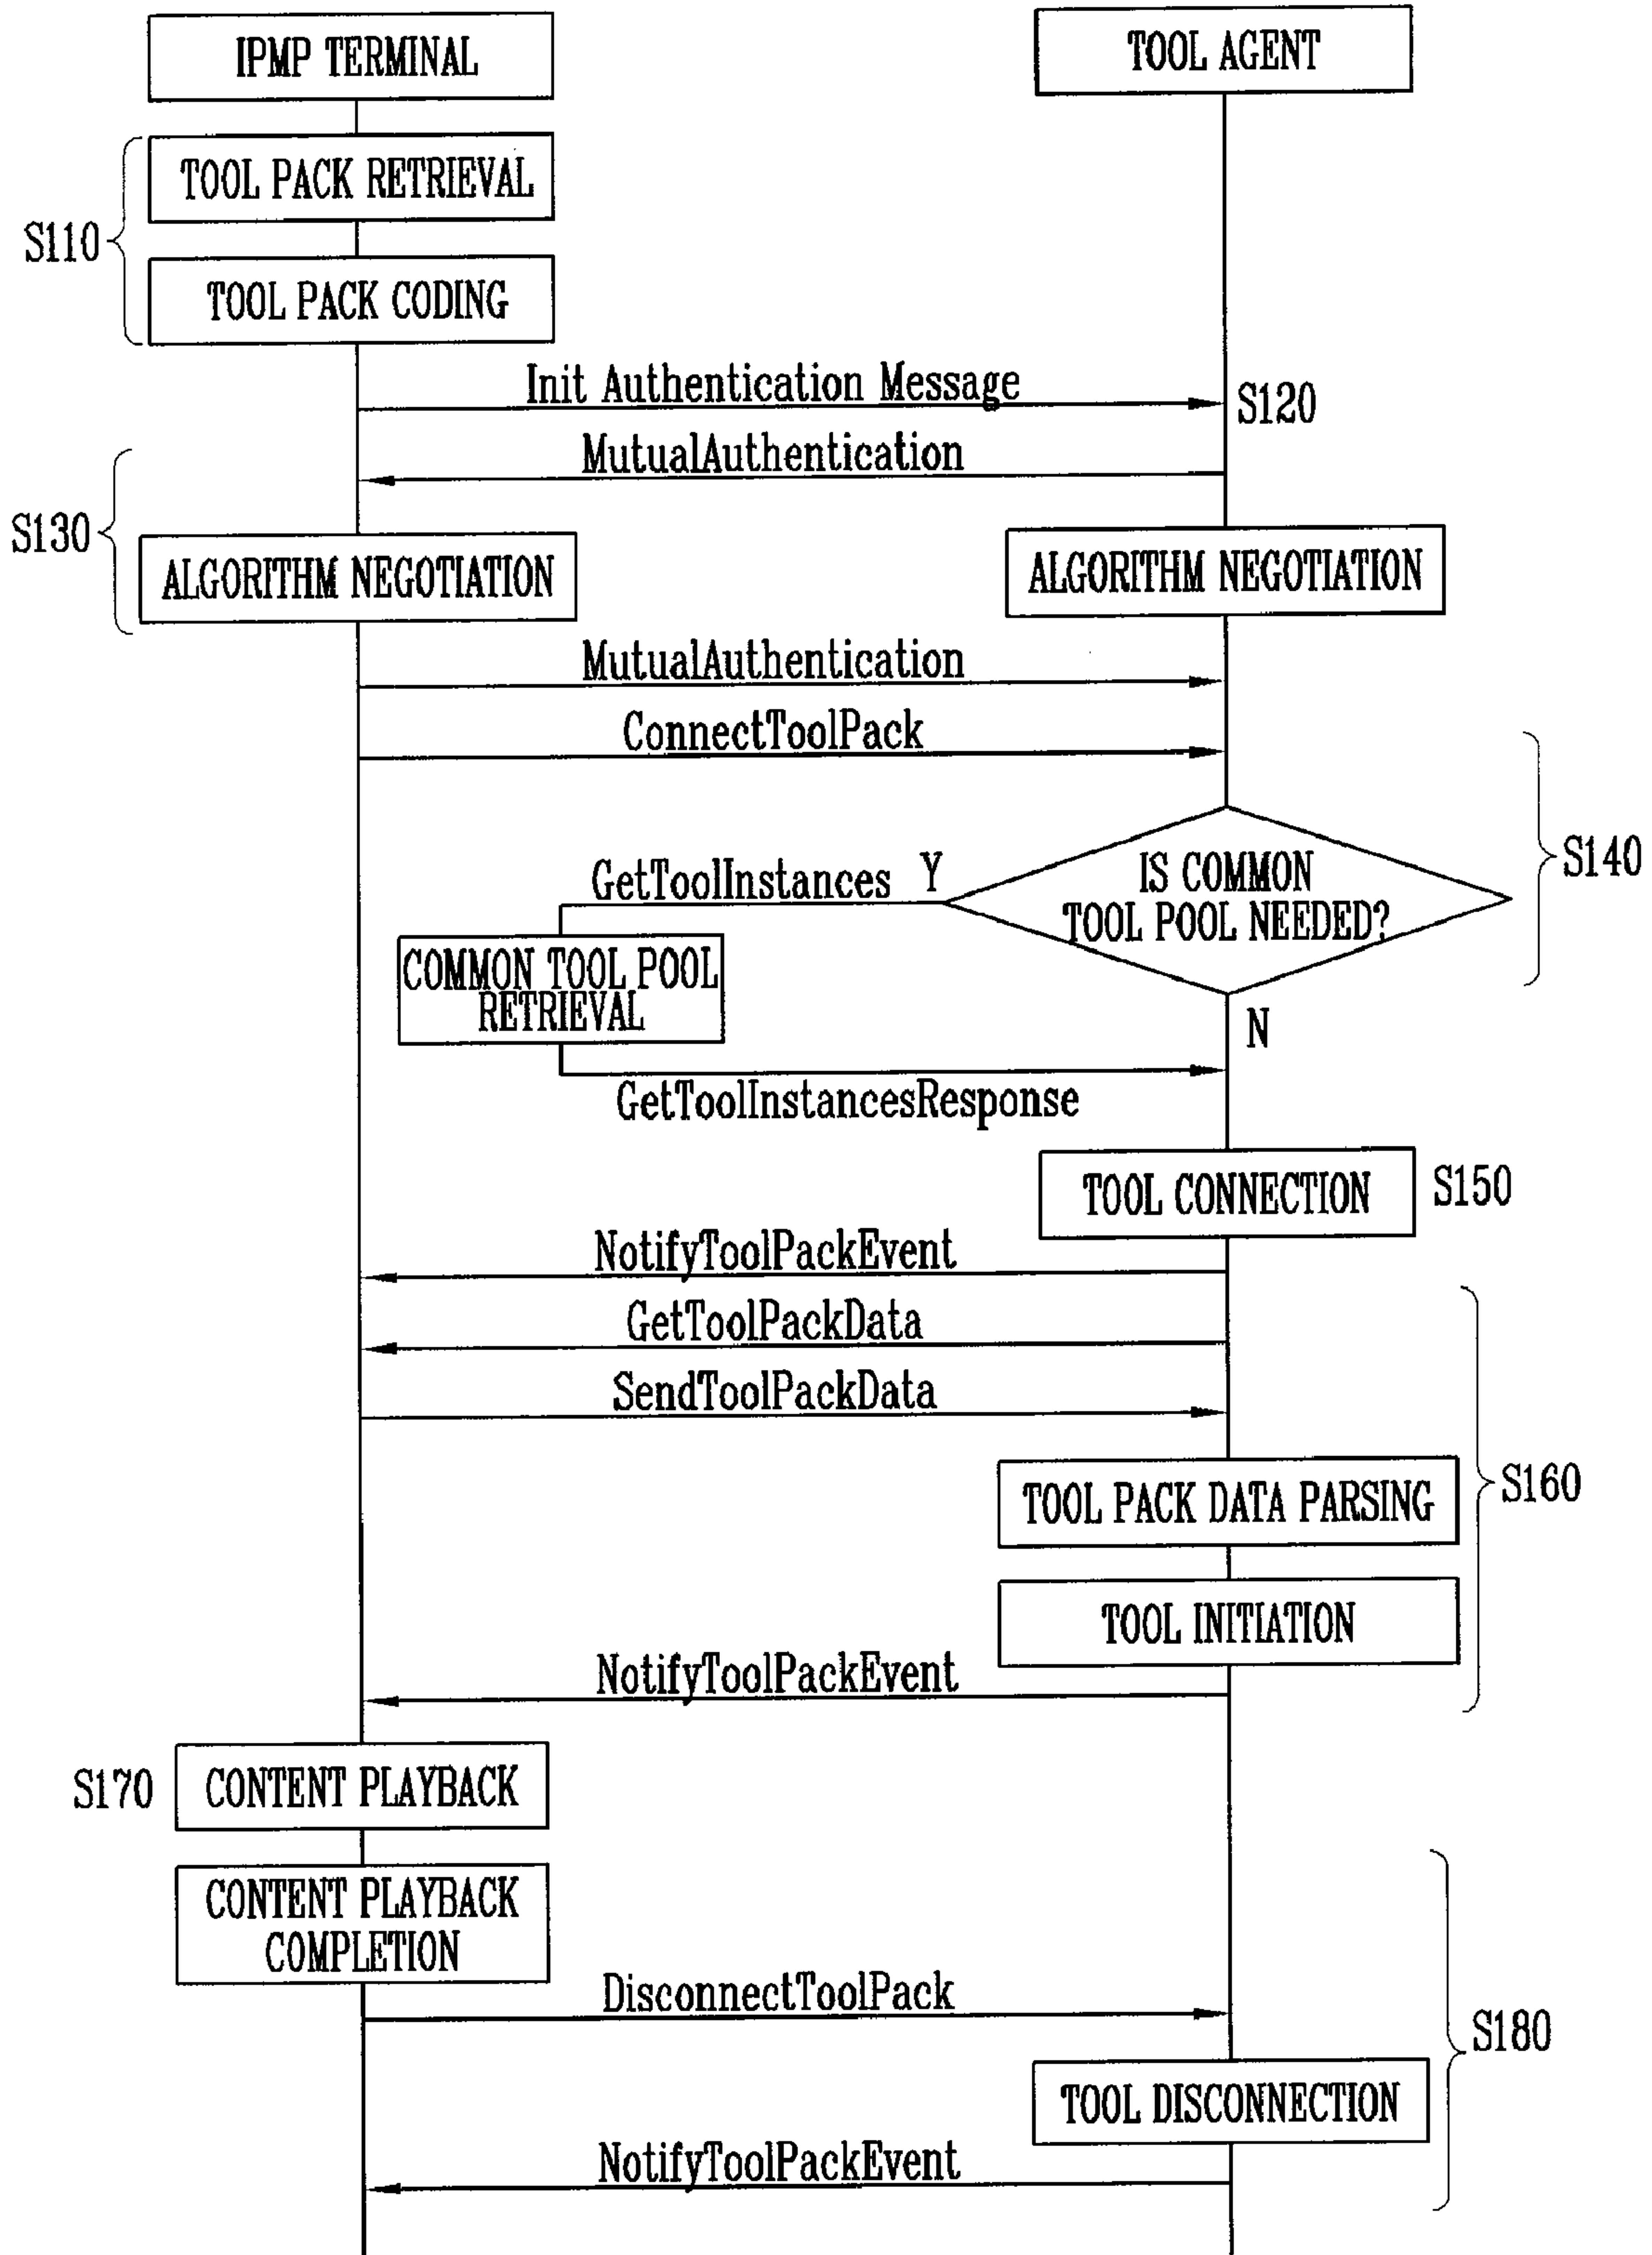 IPMP TERMINAL
TOOL AGENT
TOOL PACK RETRIEVAL
S110
TOOL PACK CODING
Init Authentication Message
S120
MutualAuthentication
S130
ALGORITHM NEGOTIATION
ALGORITHM NEGOTIATION
MutualAuthentication
ConnectToolPack
GetToolInstances
Y
IS COMMON
TOOL POOL NEEDED?
S140
COMMON TOOL POOL
RETRIEVAL
N
GetToolInstancesResponse
TOOL CONNECTION
S150
NotifyToolPackEvent
GetToolPackData
SendToolPackData
TOOL PACK DATA PARSING
S160
TOOL INITIATION
NotifyToolPackEvent
S170
CONTENT PLAYBACK
CONTENT PLAYBACK
COMPLETION
DisconnectToolPack
S180
TOOL DISCONNECTION
NotifyToolPackEvent